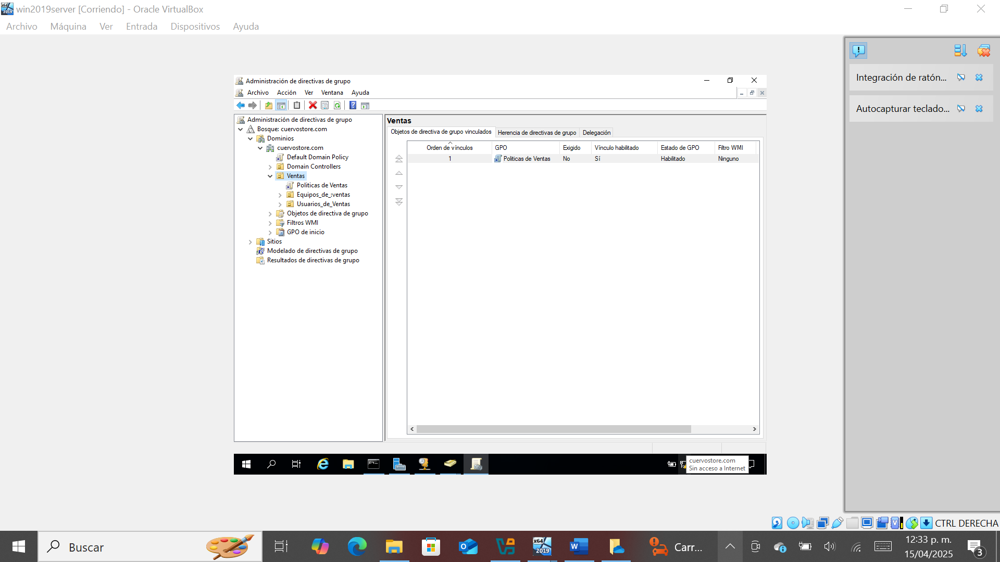 win2019server [Corriendo] - Oracle VirtualBox
Archivo Máquina Ver Entrada Dispositivos Ayuda
Integración de ratón...
Autocapturar teclado...
Administración de directivas de grupo
Archivo Acción Ver Ventana Ayuda
Administración de directivas de grupo
Bosque: cuervostore.com
Dominios
cuervostore.com
Default Domain Policy
Domain Controllers
Ventas
Politicas de Ventas
Equipos_de_:ventas
Usuarios_de_Ventas
Objetos de directiva de grupo
Filtros WMI
GPO de inicio
Sitios
Modelado de directivas de grupo
Resultados de directivas de grupo
Ventas
Objetos de directiva de grupo vinculados Herencia de directivas de grupo Delegación
Orden de vínculos GPO Exigido Vínculo habilitado Estado de GPO Filtro WMI
1 Politicas de Ventas No Sí Habilitado Ninguno
cuervostore.com
Sin acceso a Internet
CTRL DERECHA
Buscar
x64
2019
Carr...
12:33 p. m.
15/04/2025
3